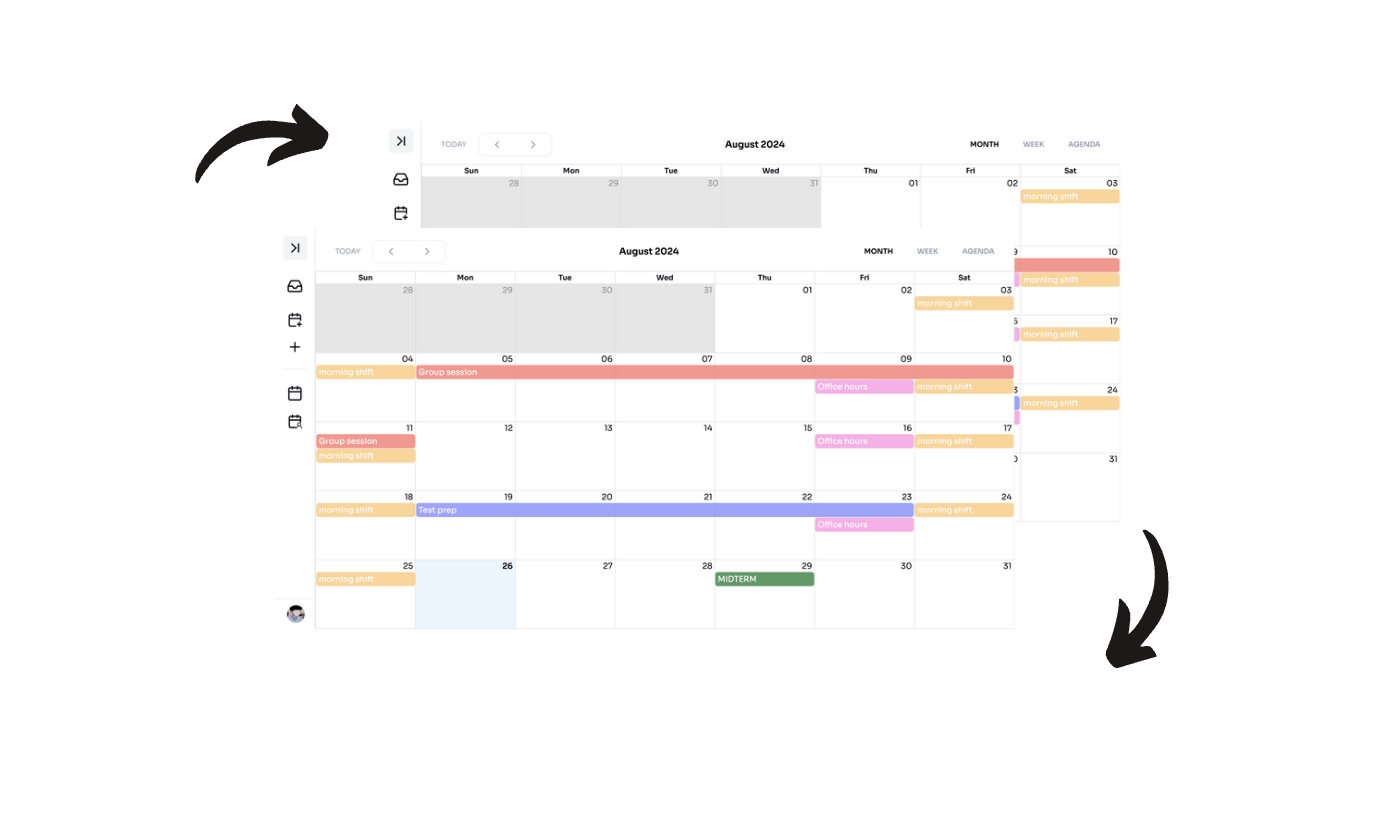 TODAY August 2024 MONTH WEEK AGENDA
Sun Mon Tue Wed Thu Fri Sat
28 29 30 31 01 02 03
morning shift
TODAY August 2024 MONTH WEEK AGENDA
Sun Mon Tue Wed Thu Fri Sat
28 29 30 31 01 02 03
morning shift
04 05 06 07 08 09 10
morning shift Group session
Office hours morning shift
11 12 13 14 15 16 17
Group session Office hours morning shift
morning shift
18 19 20 21 22 23 24
morning shift Test prep morning shift
Office hours
25 26 27 28 29 30 31
morning shift MIDTERM
9 10
morning shift
17
morning shift
24
morning shift
31